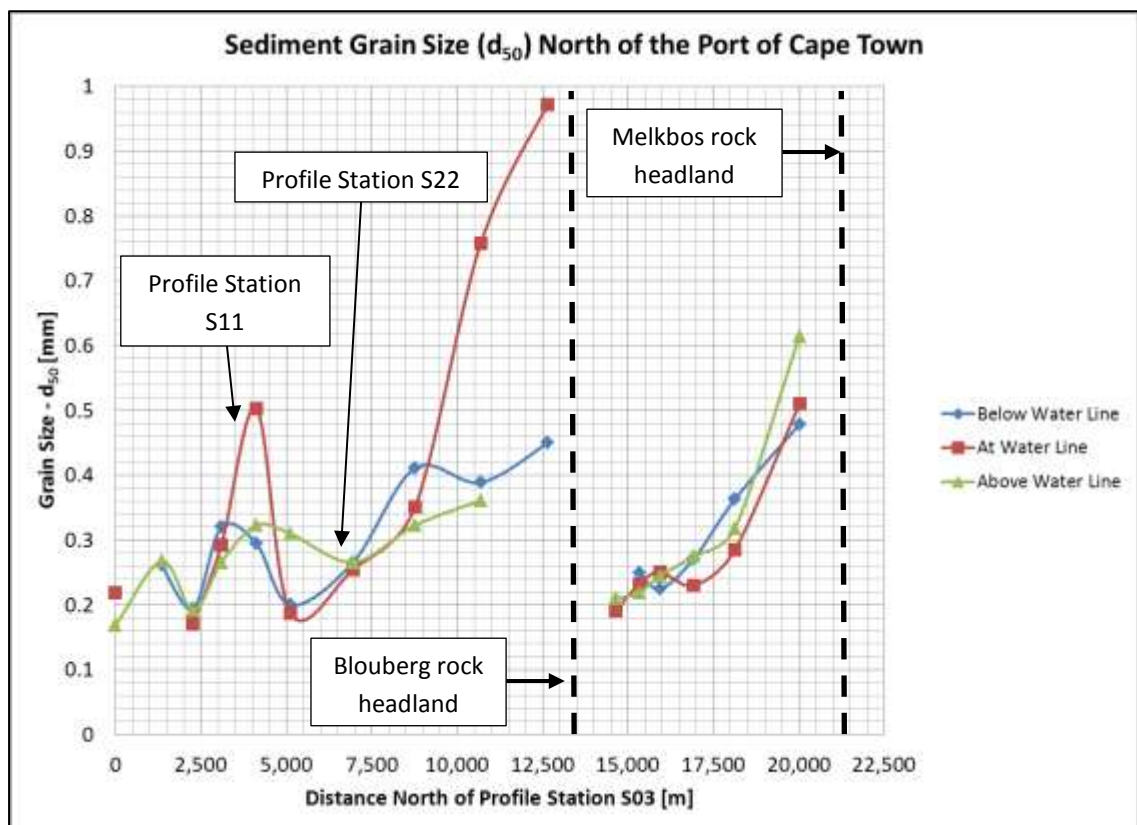 Sediment Grain Size (d50) North of the Port of Cape Town
Grain Size - d50 [mm]
1
0.9
0.8
0.7
0.6
0.5
0.4
0.3
0.2
0.1
0
Profile Station S22
Profile Station
S11
Melkbos rock
headland
Blouberg rock
headland
Below Water Line
At Water Line
Above Water Line
0
2,500
5,000
7,500
10,000
12,500
15,000
17,500
20,000
22,500
Distance North of Profile Station S03 [m]